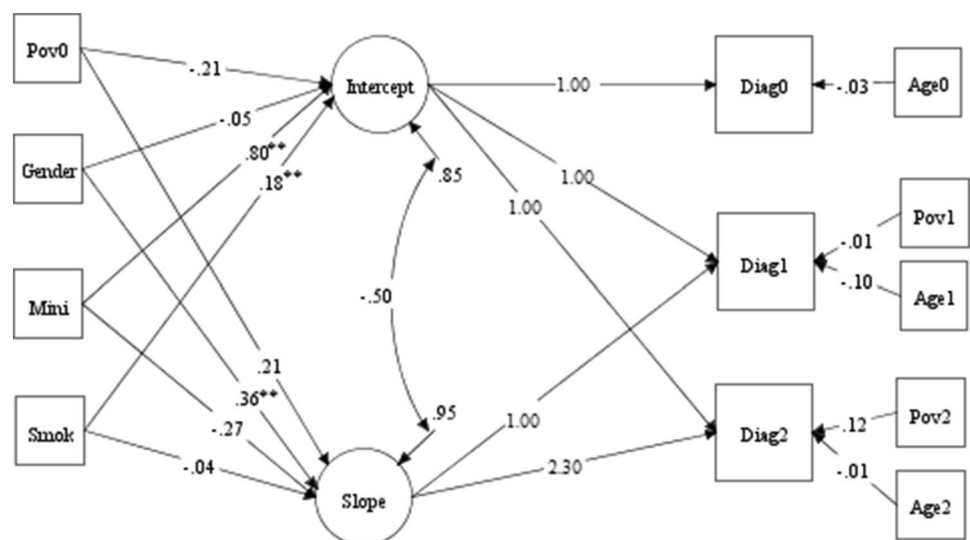 Pov0
Gender
Mini
Smok
-.21
-.05
.80**
.18**
.21
.36**
-.27
-.04
Intercept
Slope
.85
-.50
.95
1.00
1.00
1.00
1.00
2.30
Diag0
Diag1
Diag2
-.03
Age0
-.01
Pov1
-.10
Age1
.12
Pov2
-.01
Age2